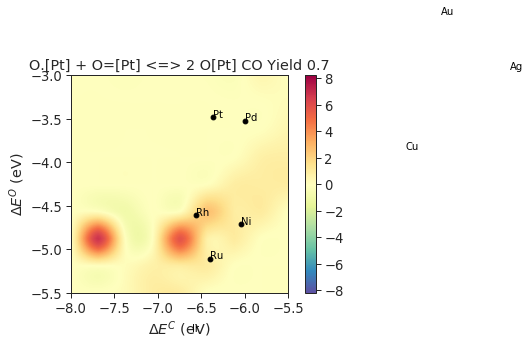 Au
Ag
O.[Pt] + O=[Pt] <=> 2 O[Pt] CO Yield 0.7
−3.0
−3.5
−4.0
−4.5
−5.0
−5.5
ΔE^O (eV)
Pt
Pd
Cu
Rh
Ni
Ru
8
6
4
2
0
−2
−4
−6
−8
−8.0 −7.5 −7.0 −6.5 −6.0 −5.5
ΔE^C (eV)
Ir